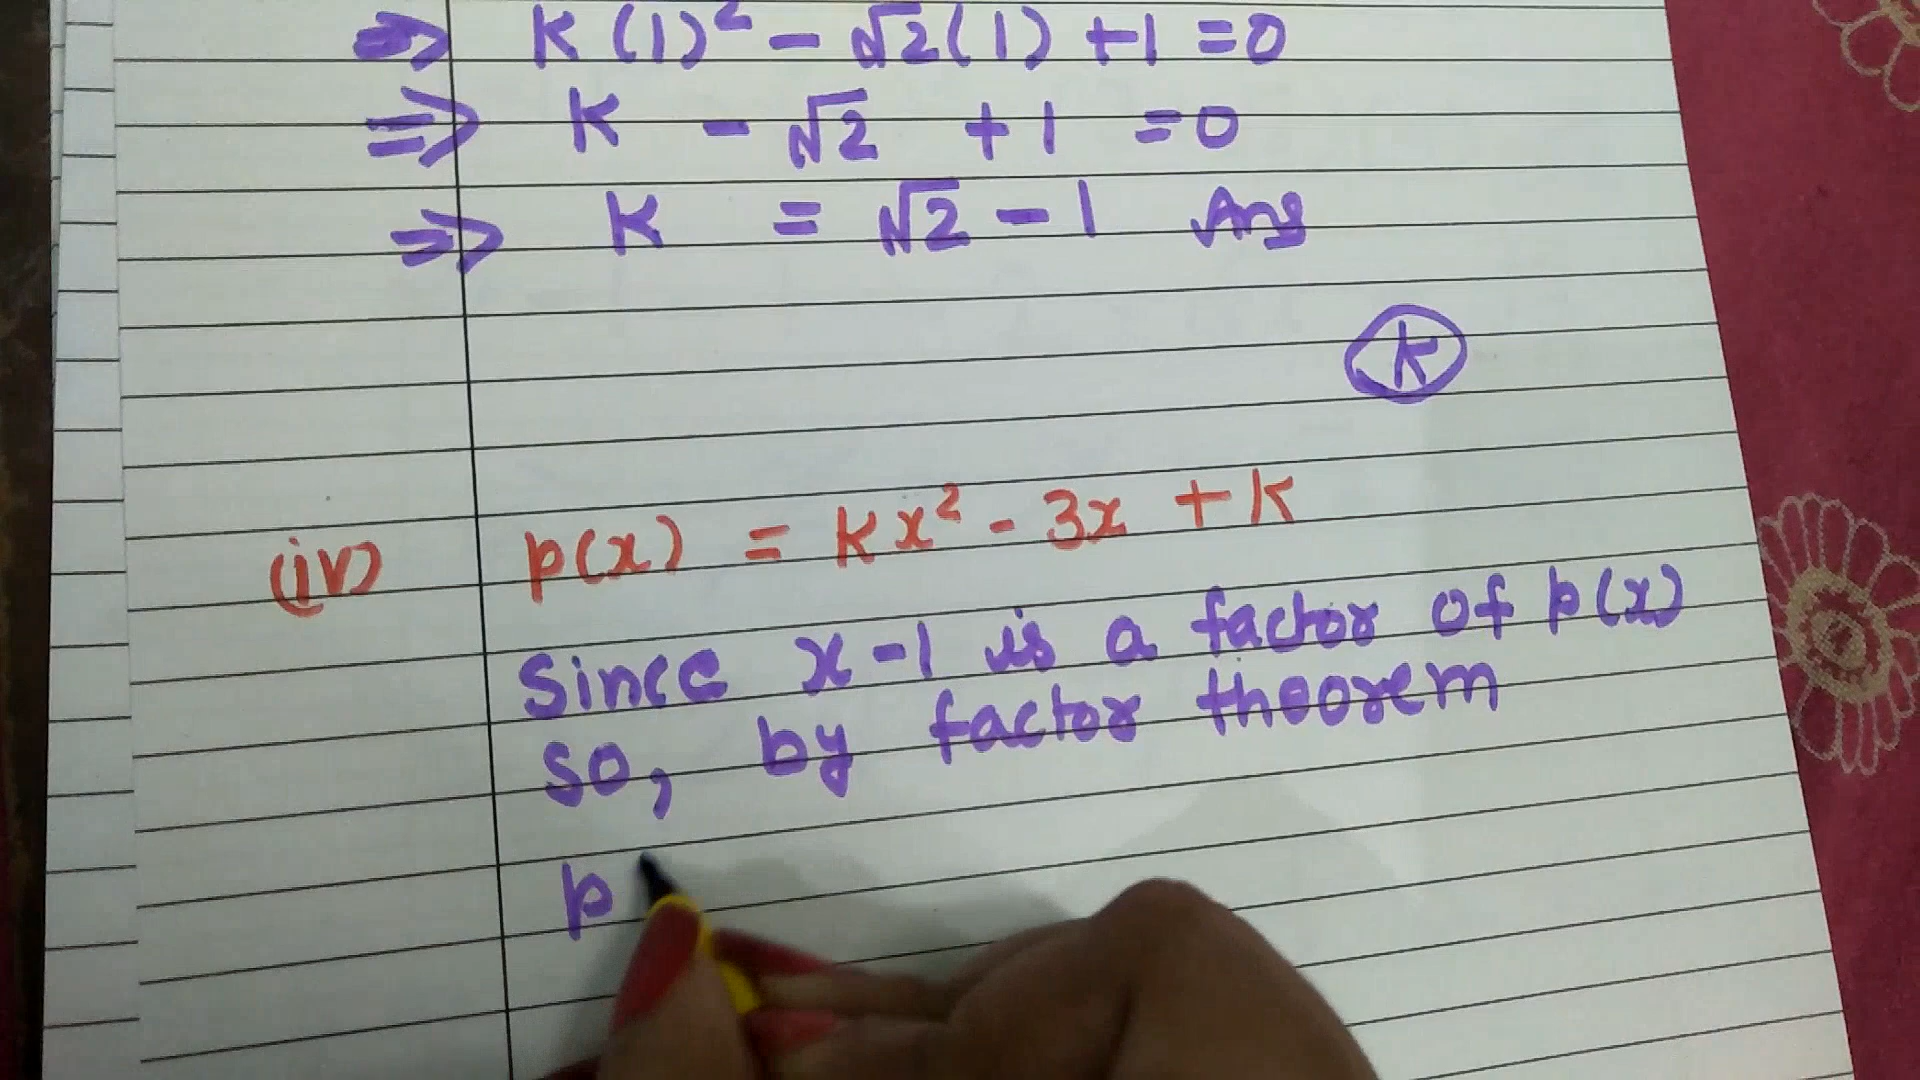 ⇒ K (1)² - √2(1) +1 =0
⇒ K - √2 +1 =0
⇒ K = √2 - 1 Ans
K
(iv) p(x) = kx² - 3x + k
Since x-1 is a factor of p(x)
so, by factor theorem
p